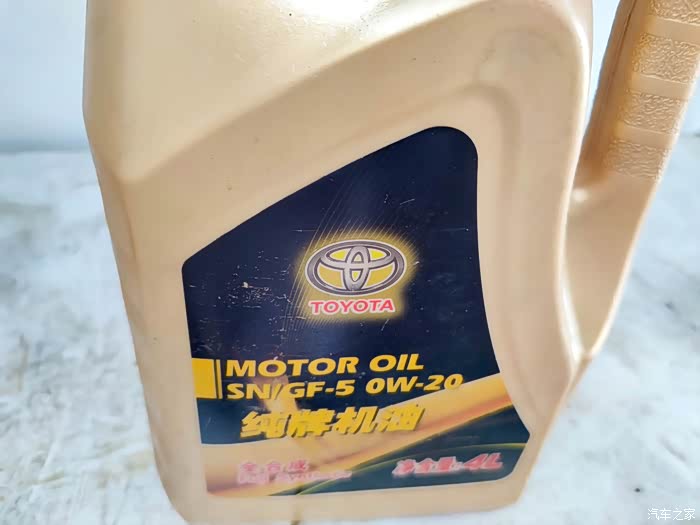 TOYOTA
MOTOR OIL
SN/GF-5 0W-20
纯牌机油
全合成
净含量:4L
汽车之家